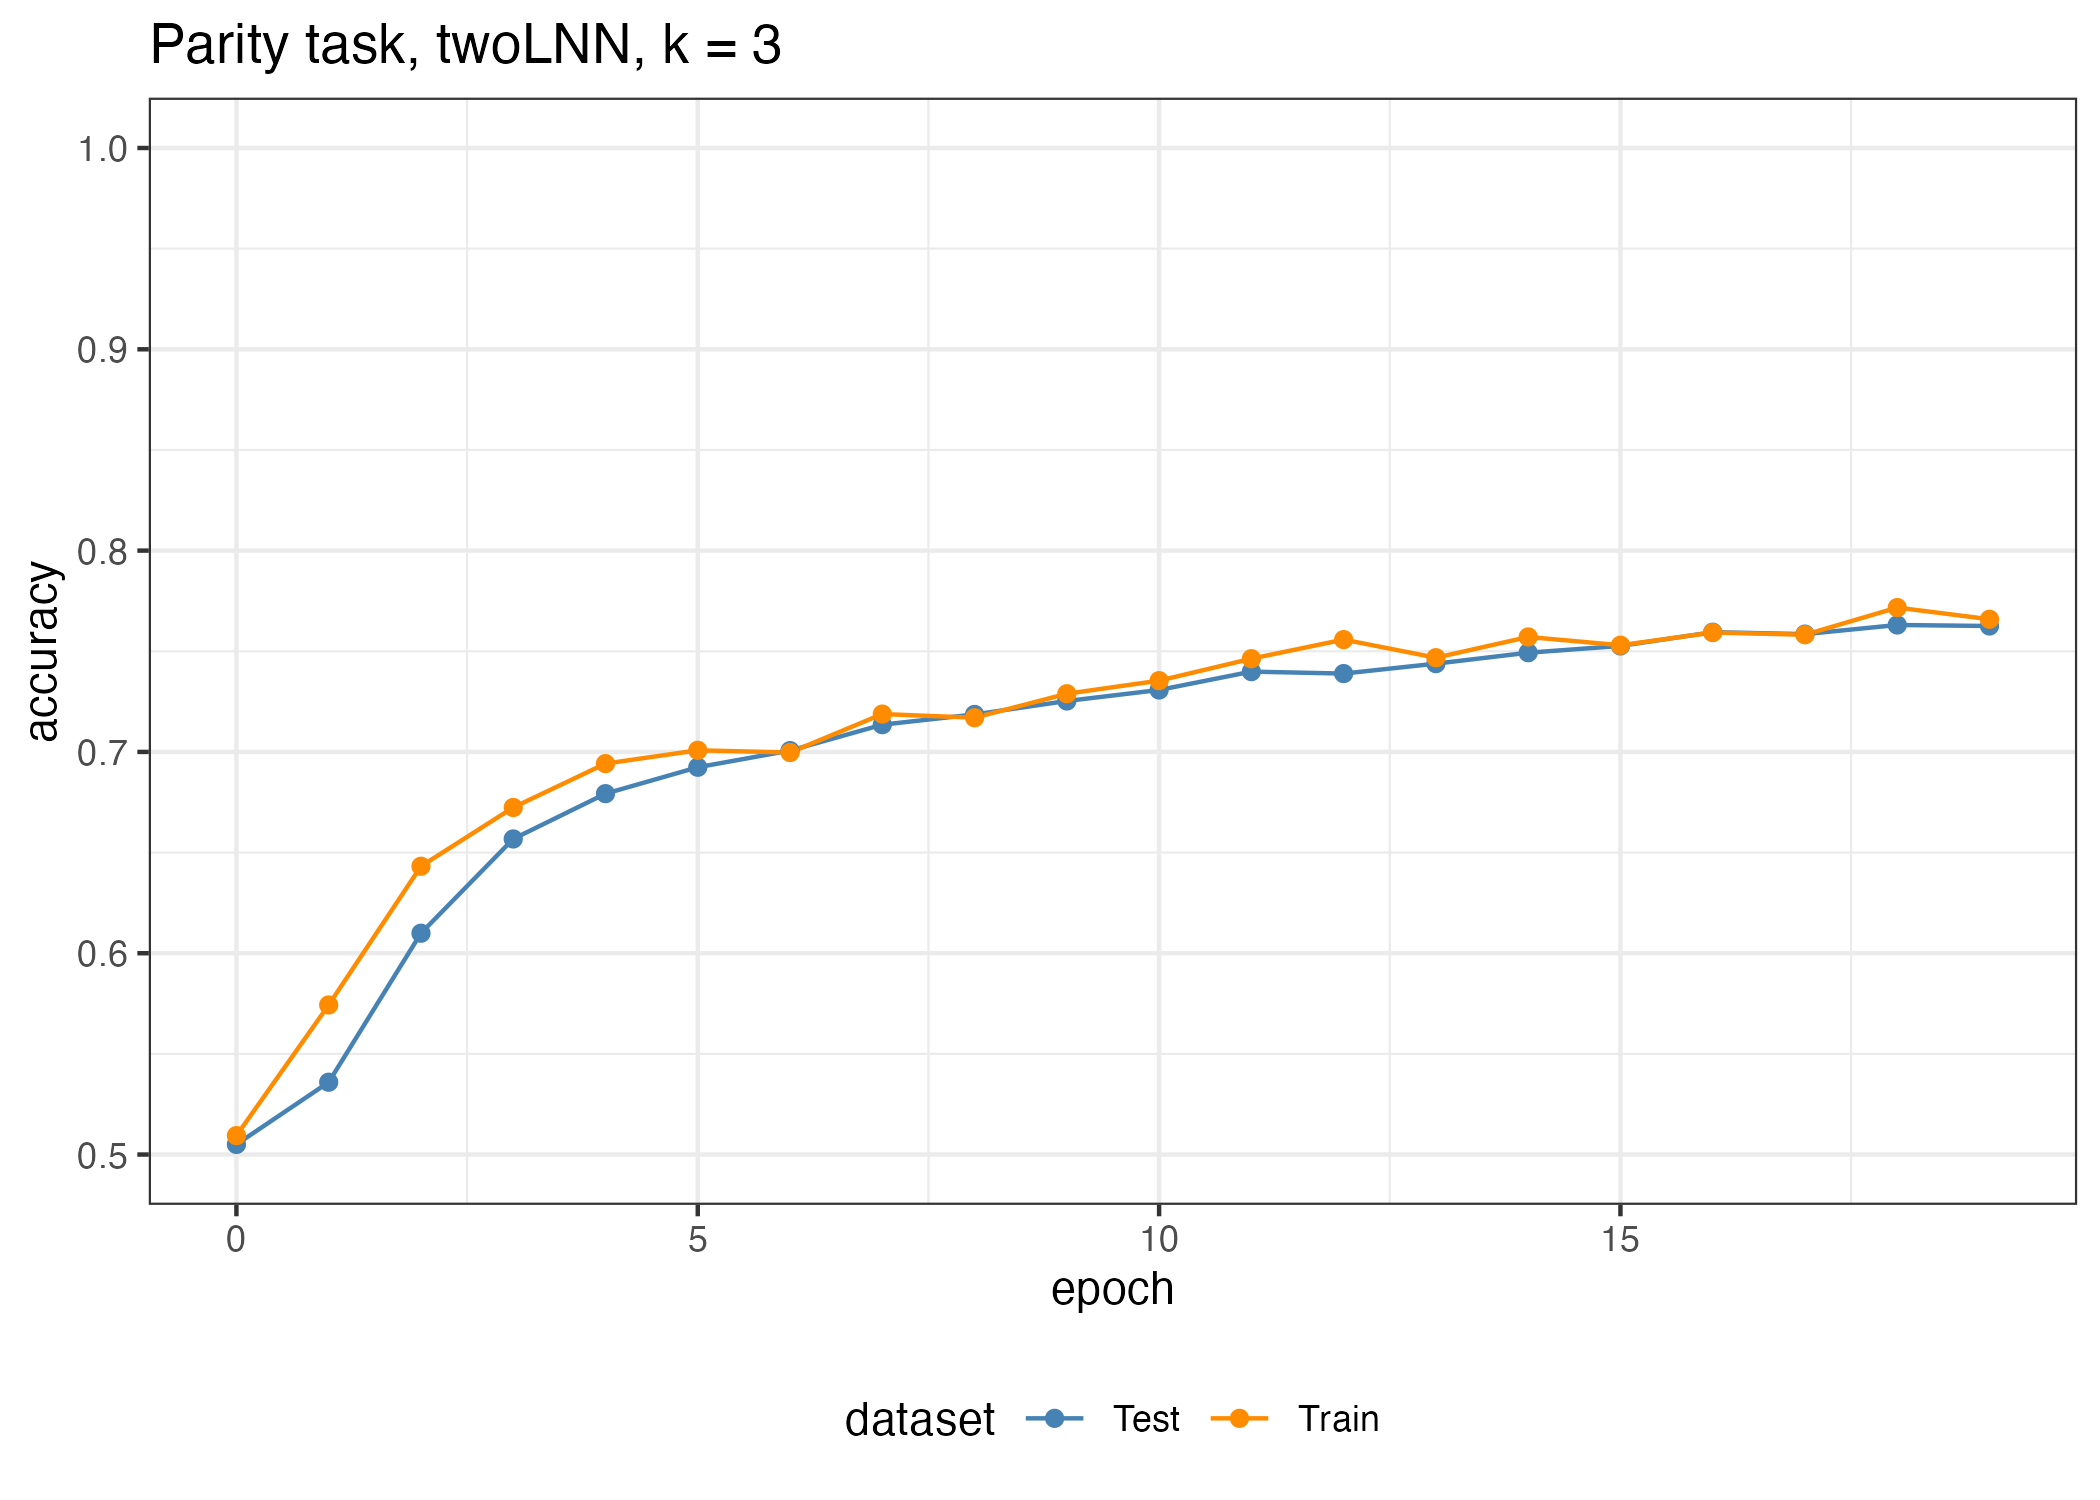 Parity task, twoLNN, k = 3
1.0
0.9
0.8
0.7
0.6
0.5
accuracy
0 5 10 15
epoch
dataset Test Train